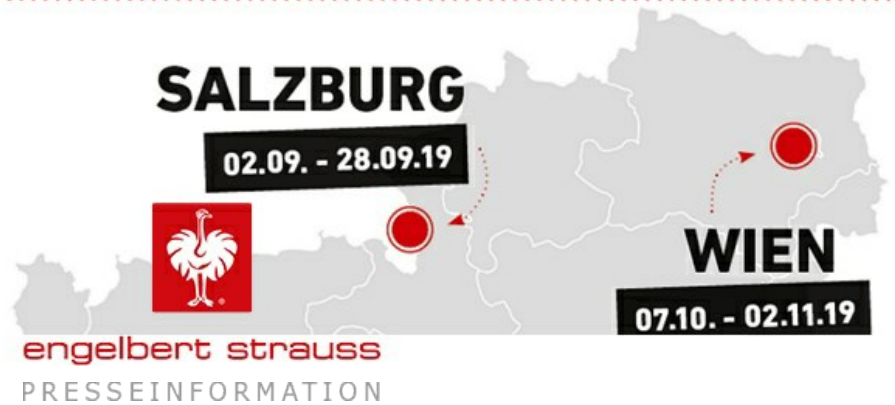 SALZBURG
02.09. - 28.09.19
WIEN
07.10. - 02.11.19
engelbert strauss
PRESSEINFORMATION